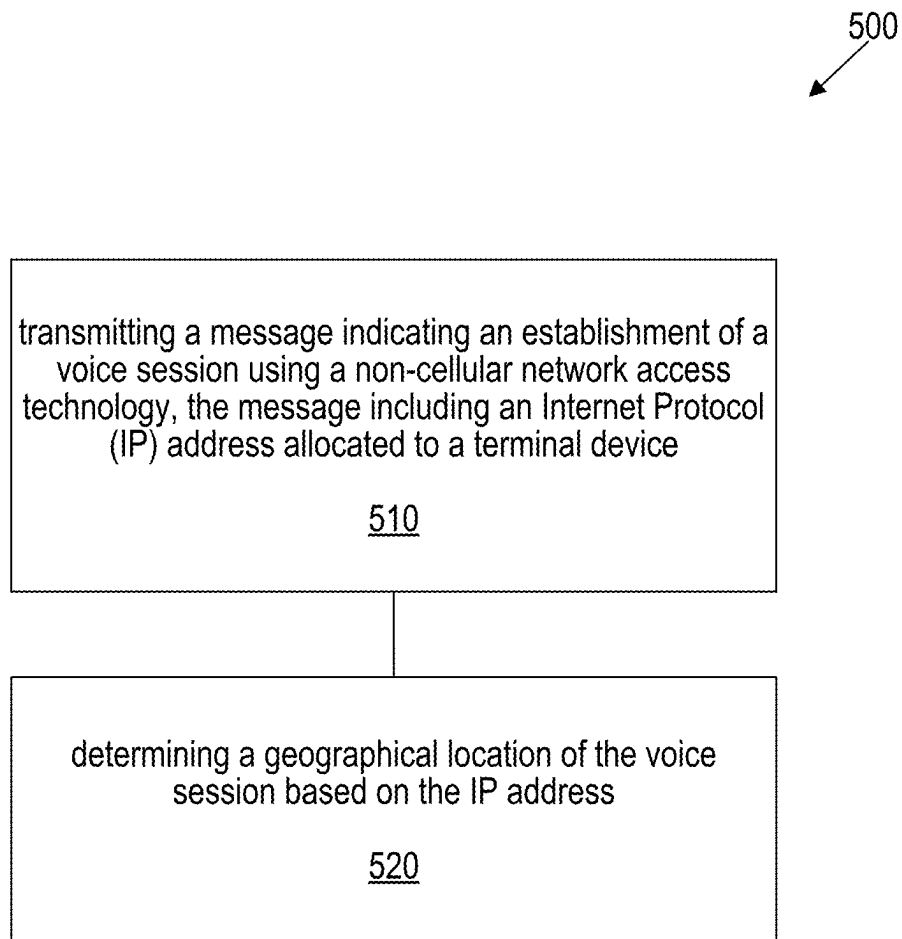 500
transmitting a message indicating an establishment of a
voice session using a non-cellular network access
technology, the message including an Internet Protocol
(IP) address allocated to a terminal device
510
determining a geographical location of the voice
session based on the IP address
520